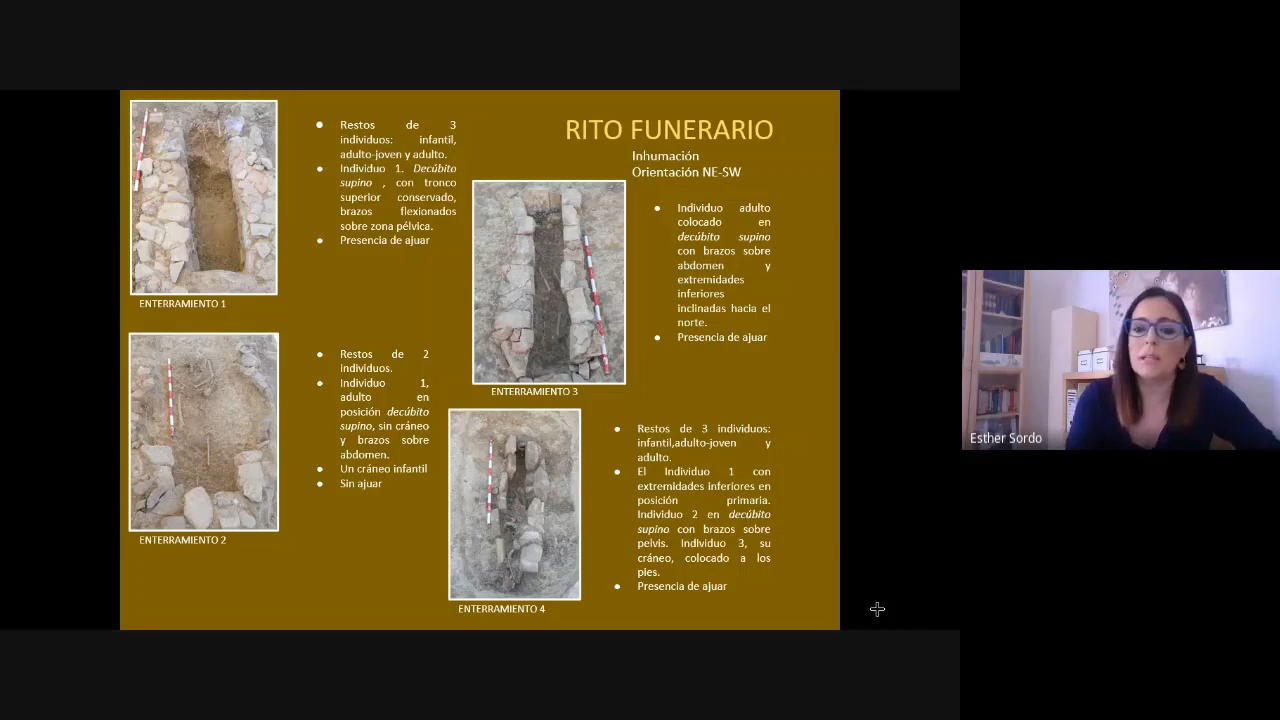 RITO FUNERARIO
Inhumación
Orientación NE-SW
● Restos de 3
individuos: infantil,
adulto-joven y adulto.
● Individuo 1. Decúbito
supino , con tronco
superior conservado,
brazos flexionados
sobre zona pélvica.
● Presencia de ajuar
ENTERRAMIENTO 1
● Restos de 2
individuos.
● Individuo 1,
adulto en
posición decúbito
supino, sin cráneo
y brazos sobre
abdomen.
● Un cráneo infantil
● Sin ajuar
ENTERRAMIENTO 2
● Individuo adulto
colocado en
decúbito supino
con brazos sobre
abdomen y
extremidades
inferiores
inclinadas hacia el
norte.
● Presencia de ajuar
ENTERRAMIENTO 3
● Restos de 3 individuos:
infantil,adulto-joven y
adulto.
● El Individuo 1 con
extremidades inferiores en
posición primaria.
Individuo 2 en decúbito
supino con brazos sobre
pelvis. Individuo 3, su
cráneo, colocado a los
pies.
● Presencia de ajuar
ENTERRAMIENTO 4
Esther Sordo